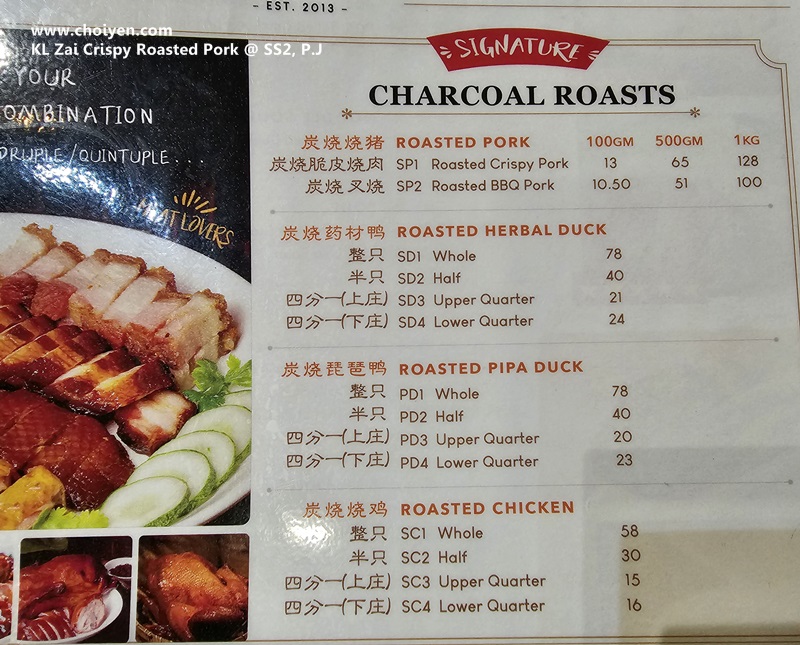 - EST. 2013 -
www.choiyen.com
KL Zai Crispy Roasted Pork @ SS2, P.J
YOUR
OMBINATION
DRUPLE/QUINTUPLE...
MEAT LOVERS
SIGNATURE
CHARCOAL ROASTS
炭烧烧猪 ROASTED PORK 100GM 500GM 1KG
炭烧脆皮烧肉 SP1 Roasted Crispy Pork 13 65 128
炭烧叉烧 SP2 Roasted BBQ Pork 10.50 51 100
炭烧药材鸭 ROASTED HERBAL DUCK
整只 SD1 Whole 78
半只 SD2 Half 40
四分一(上庄) SD3 Upper Quarter 21
四分一(下庄) SD4 Lower Quarter 24
炭烧琵琶鸭 ROASTED PIPA DUCK
整只 PD1 Whole 78
半只 PD2 Half 40
四分一(上庄) PD3 Upper Quarter 20
四分一(下庄) PD4 Lower Quarter 23
炭烧烧鸡 ROASTED CHICKEN
整只 SC1 Whole 58
半只 SC2 Half 30
四分一(上庄) SC3 Upper Quarter 15
四分一(下庄) SC4 Lower Quarter 16